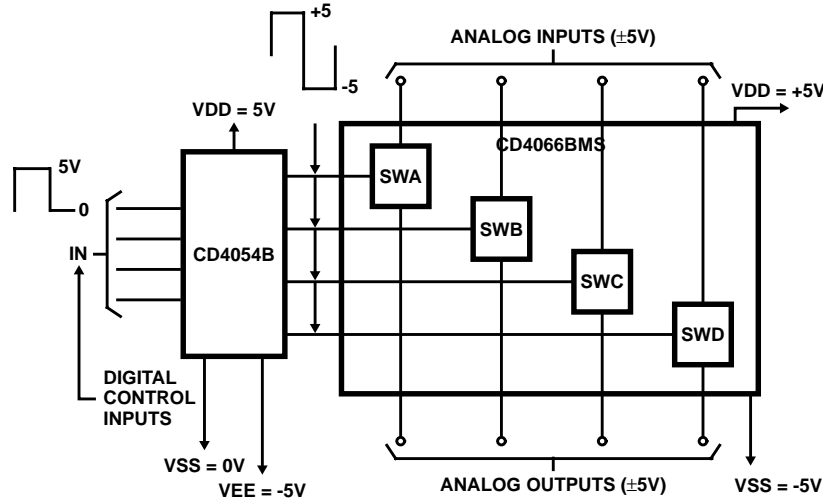 +5
-5
ANALOG INPUTS (±5V)
VDD = +5V
VDD = 5V
CD4066BMS
5V
0
IN
CD4054B
SWA
SWB
SWC
SWD
DIGITAL
CONTROL
INPUTS
VSS = 0V
VEE = -5V
ANALOG OUTPUTS (±5V)
VSS = -5V